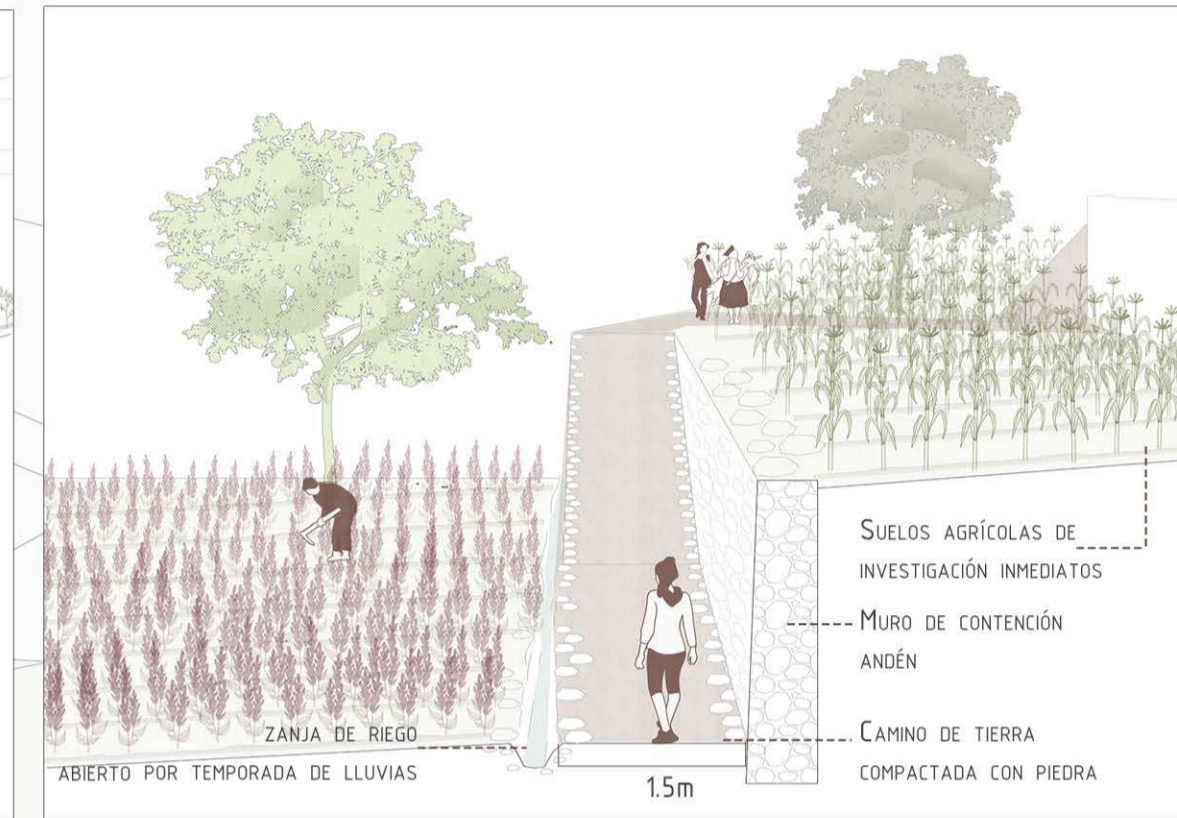 SUELOS AGRÍCOLAS DE
INVESTIGACIÓN INMEDIATOS
MURO DE CONTENCIÓN
ANDÉN
ZANJA DE RIEGO
ABIERTO POR TEMPORADA DE LLUVIAS
CAMINO DE TIERRA
COMPACTADA CON PIEDRA
1.5m